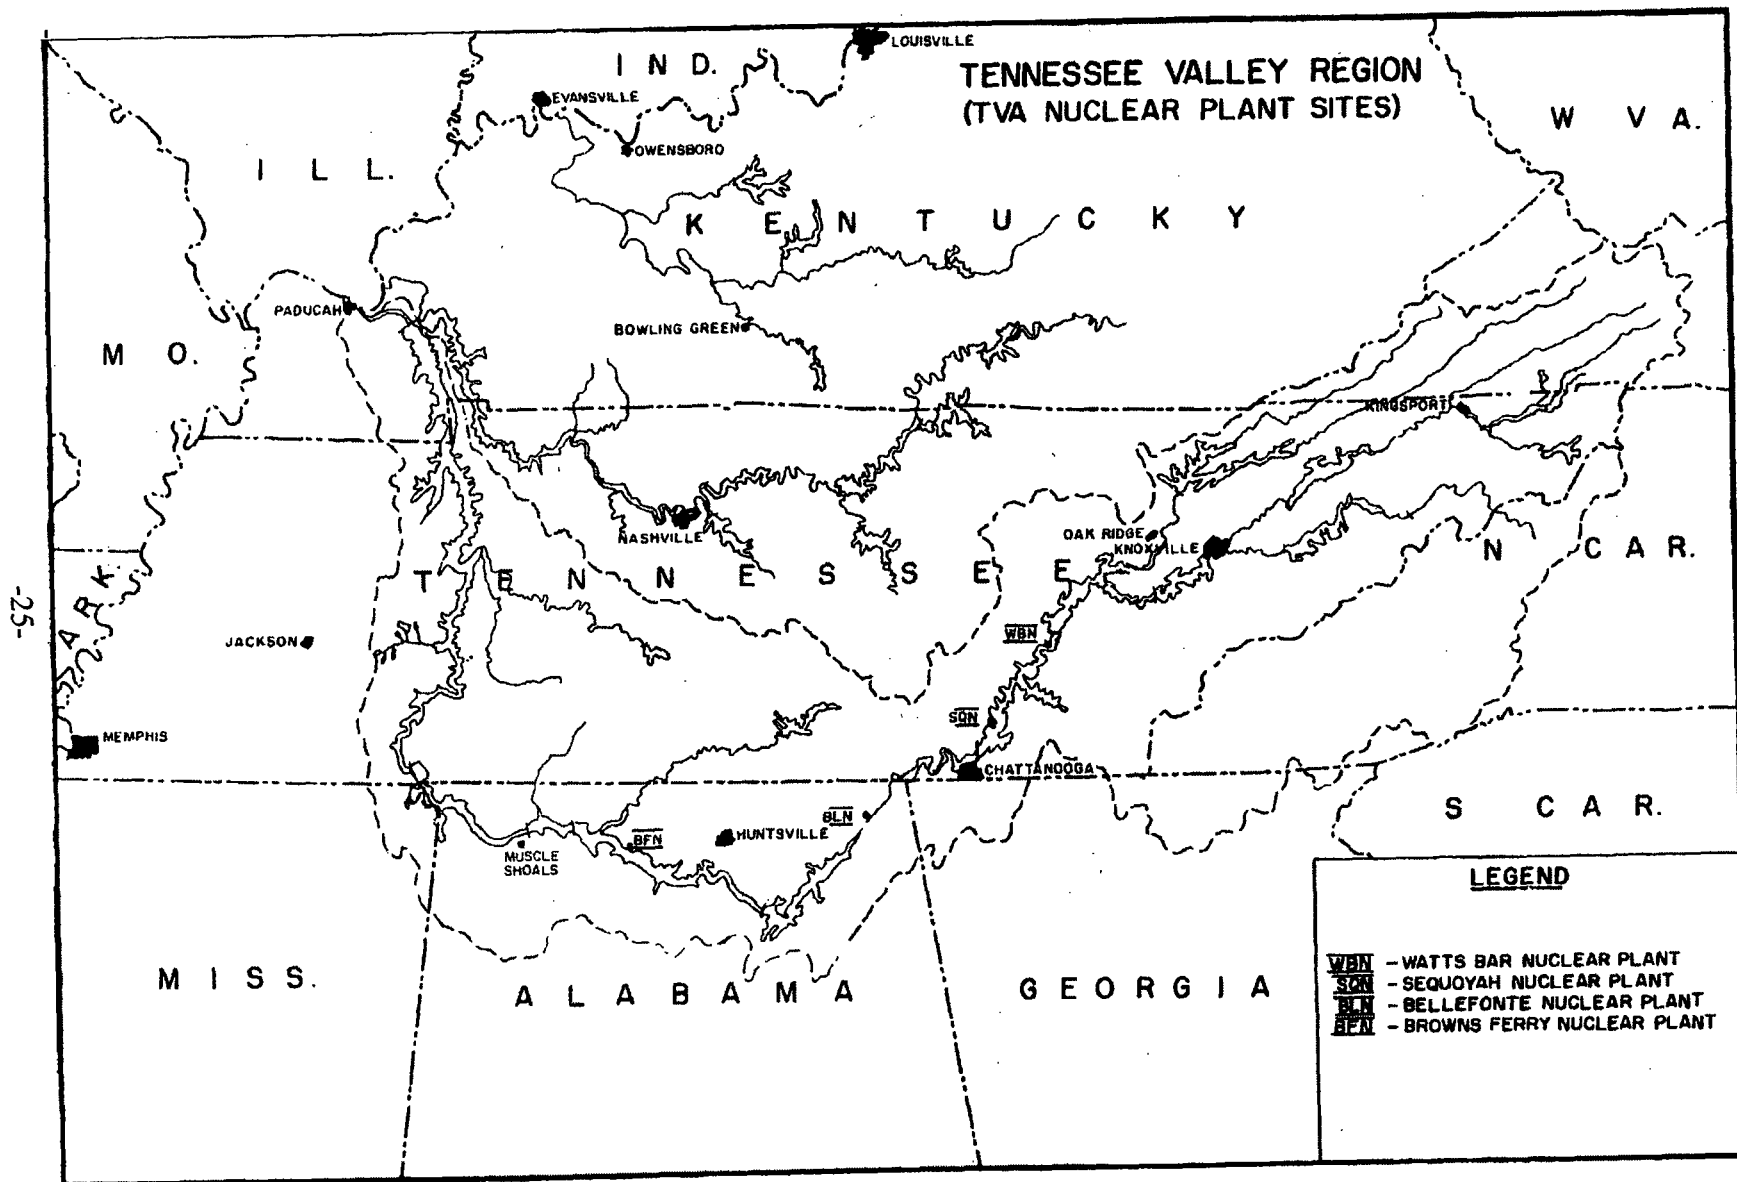 LOUISVILLE
I N D.
TENNESSEE VALLEY REGION
(TVA NUCLEAR PLANT SITES)
EVANSVILLE
W VA.
OWENSBORO
I L L.
K E N T U C K Y
PADUCAH
BOWLING GREEN
M O.
KINGSPORT
NASHVILLE
OAK RIDGE
KNOXVILLE
N CAR.
T E N N E S S E E
ARK
-25-
JACKSON
WBN
SQN
MEMPHIS
CHATTANOOGA
S CAR.
BLN
BFN
HUNTSVILLE
MUSCLE
SHOALS
LEGEND
WBN - WATTS BAR NUCLEAR PLANT
SQN - SEQUOYAH NUCLEAR PLANT
BLN - BELLEFONTE NUCLEAR PLANT
BFN - BROWNS FERRY NUCLEAR PLANT
M I S S.
A L A B A M A
G E O R G I A